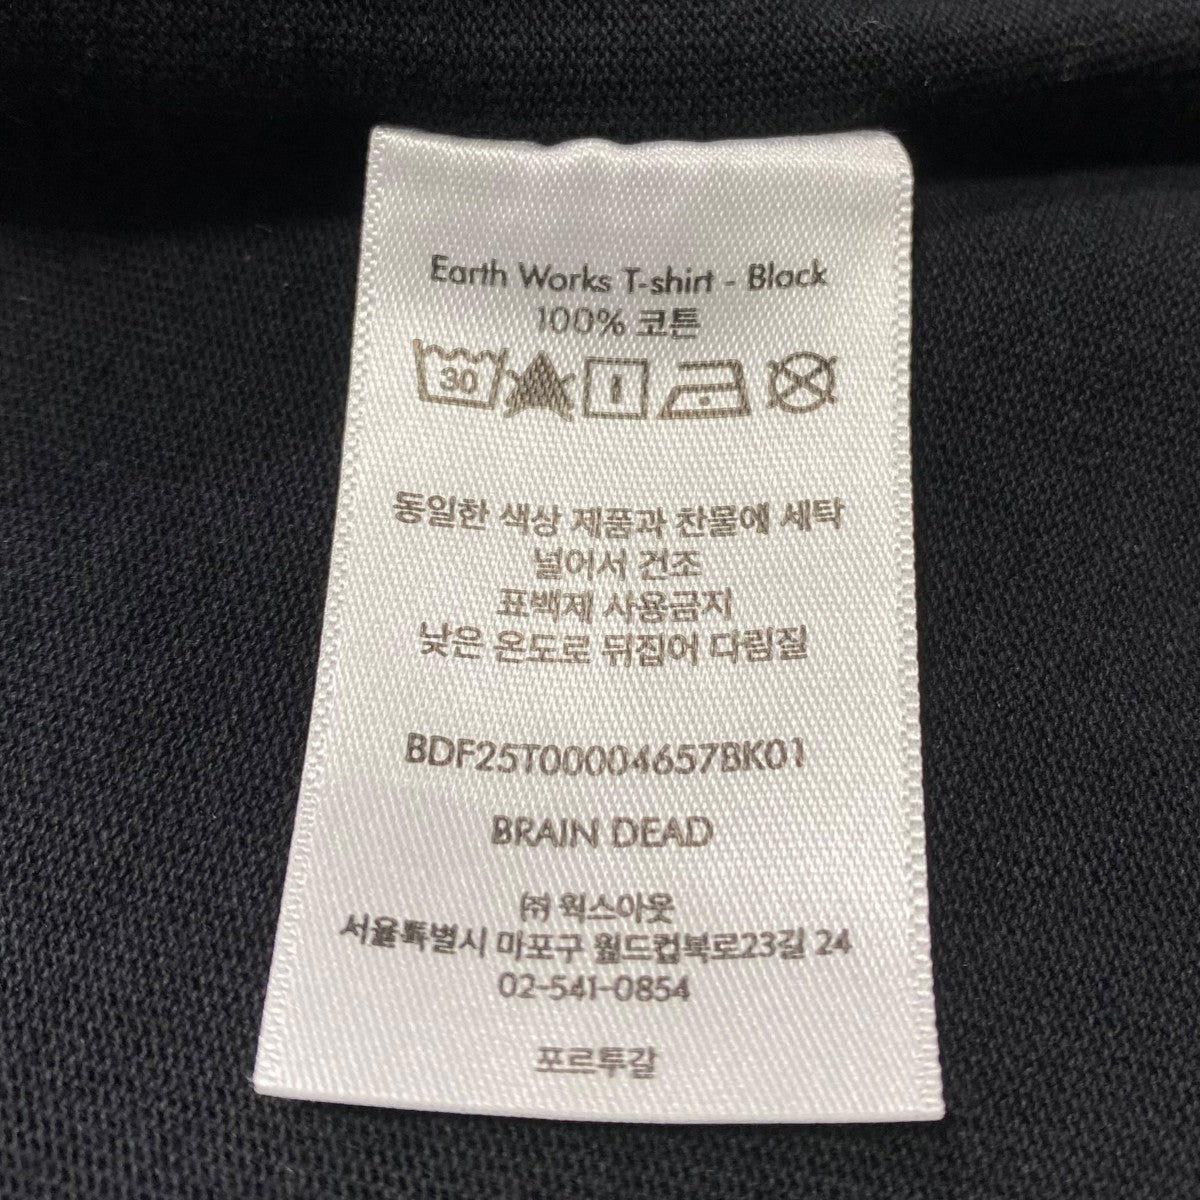 Earth Works T-shirt - Black
100% 코튼
30
동일한 색상 제품과 찬물에 세탁
널어서 건조
표백제 사용금지
낮은 온도로 뒤집어 다림질
BDF25T00004657BK01
BRAIN DEAD
㈜ 웍스아웃
서울특별시 마포구 월드컵북로23길 24
02-541-0854
포르투갈